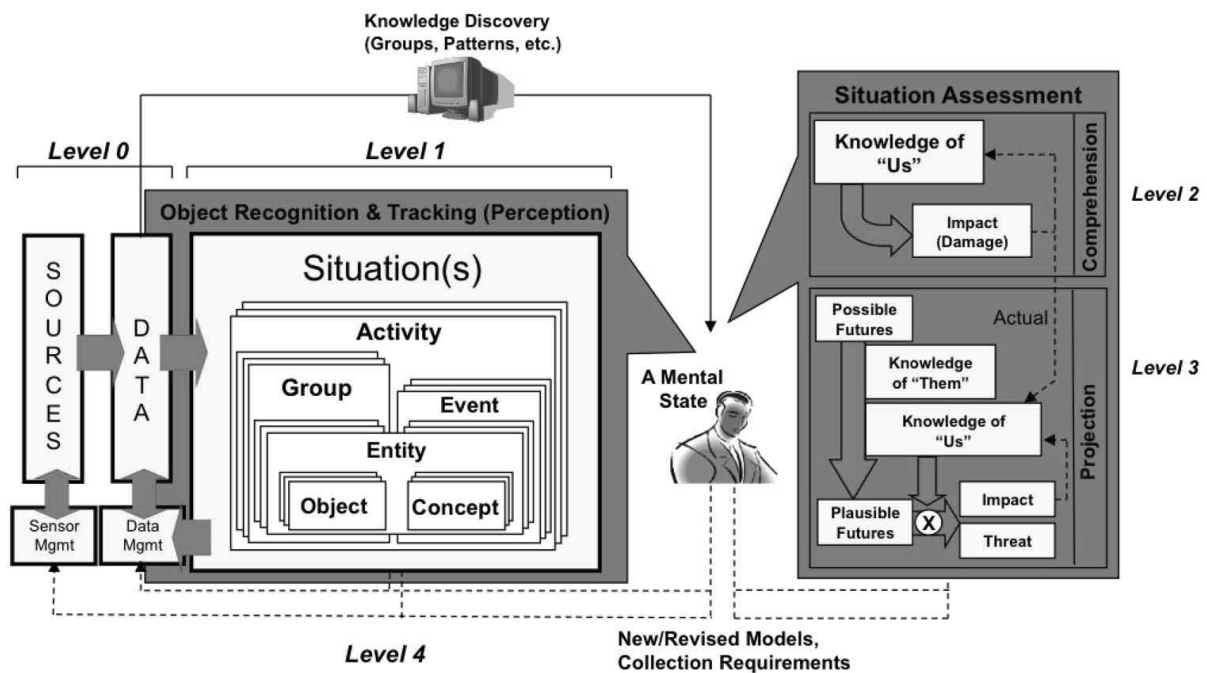 Knowledge Discovery
(Groups, Patterns, etc.)
Level 0
Level 1
Object Recognition & Tracking (Perception)
SOURCES
DATA
Situation(s)
Activity
Group
Event
Entity
Object
Concept
Sensor
Mgmt
Data
Mgmt
A Mental
State
Situation Assessment
Knowledge of
“Us”
Impact
(Damage)
Comprehension
Level 2
Possible
Futures
Actual
Knowledge
of “Them”
Knowledge of
“Us”
Plausible
Futures
X
Impact
Threat
Projection
Level 3
Level 4
New/Revised Models,
Collection Requirements